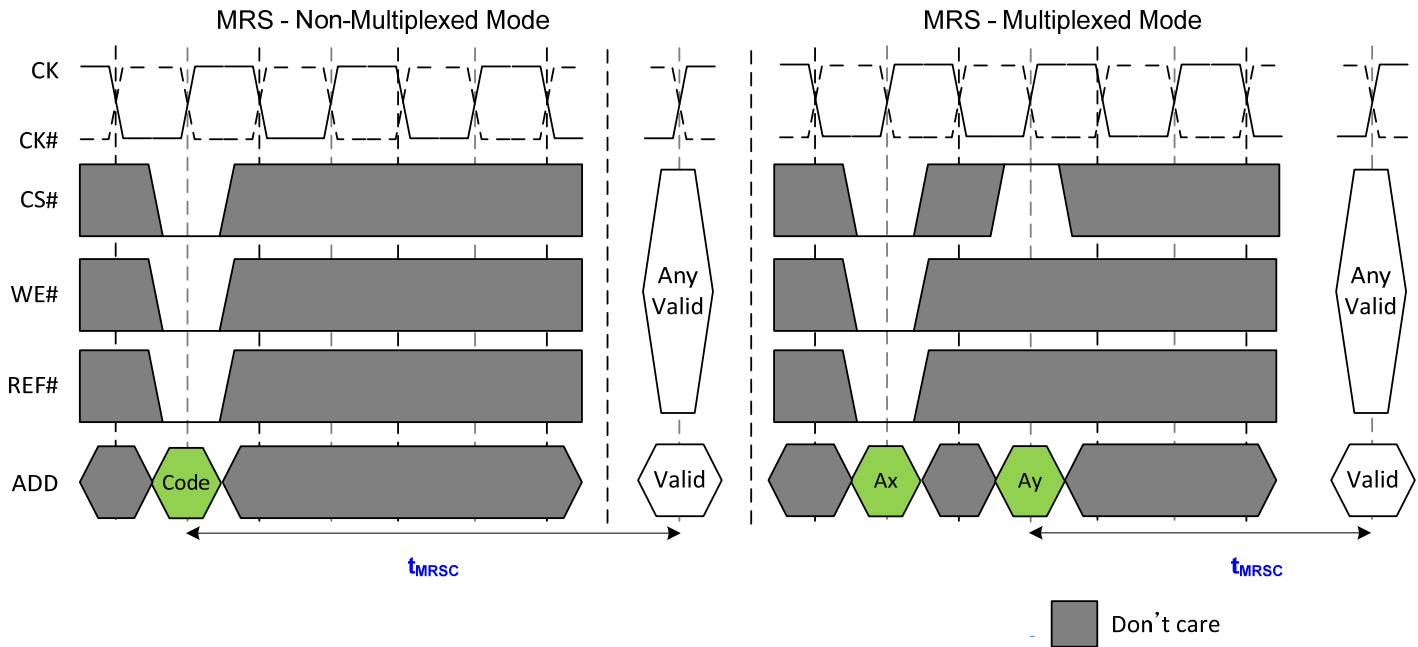 MRS - Non-Multiplexed Mode
MRS - Multiplexed Mode
CK
CK#
CS#
WE#
REF#
ADD
Any
Valid
Code
Valid
tMRSC
Any
Valid
Ax
Ay
Valid
tMRSC
Don't care